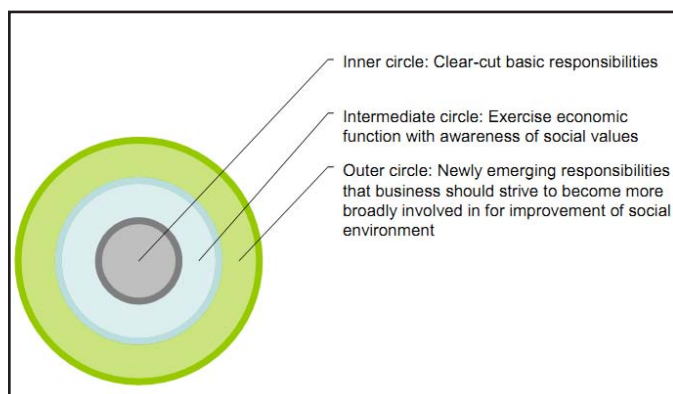 Inner circle: Clear-cut basic responsibilities
Intermediate circle: Exercise economic
function with awareness of social values
Outer circle: Newly emerging responsibilities
that business should strive to become more
broadly involved in for improvement of social
environment